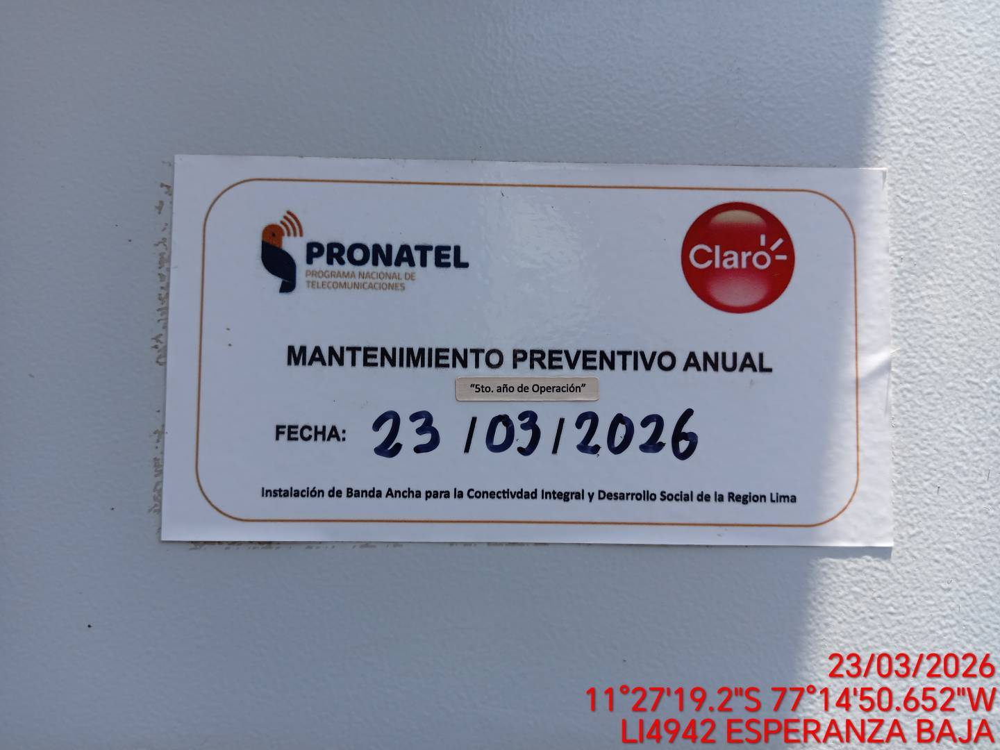 PRONATEL
PROGRAMA NACIONAL DE
TELECOMUNICACIONES
Claro
MANTENIMIENTO PREVENTIVO ANUAL
“5to. año de Operación”
FECHA: 23/03/2026
Instalación de Banda Ancha para la Conectivdad Integral y Desarrollo Social de la Region Lima
23/03/2026
11°27'19.2"S 77°14'50.652"W
LI4942 ESPERANZA BAJA